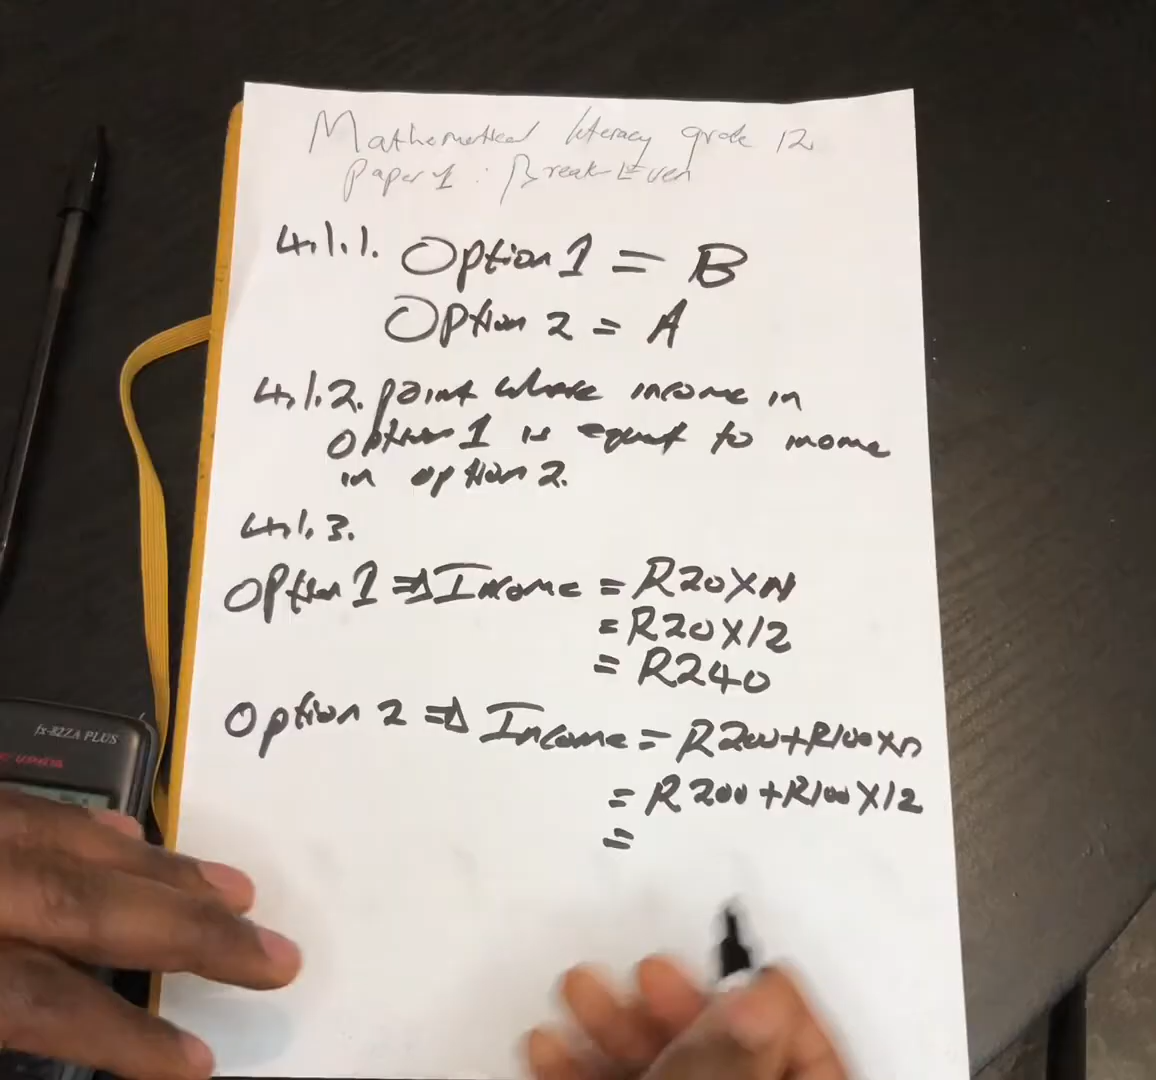 Mathematical literacy grade 12
Paper 1 : Break-Even
4.1.1. Option 1 = B
Option 2 = A
4.1.2. point where income in
option 1 is equal to income
in option 2.
4.1.3.
Option 1 ⇒ Income = R20×N
= R20×12
= R240
Option 2 ⇒ Income = R200+R100×n
= R200+R100×12
=
fx-82ZA PLUS